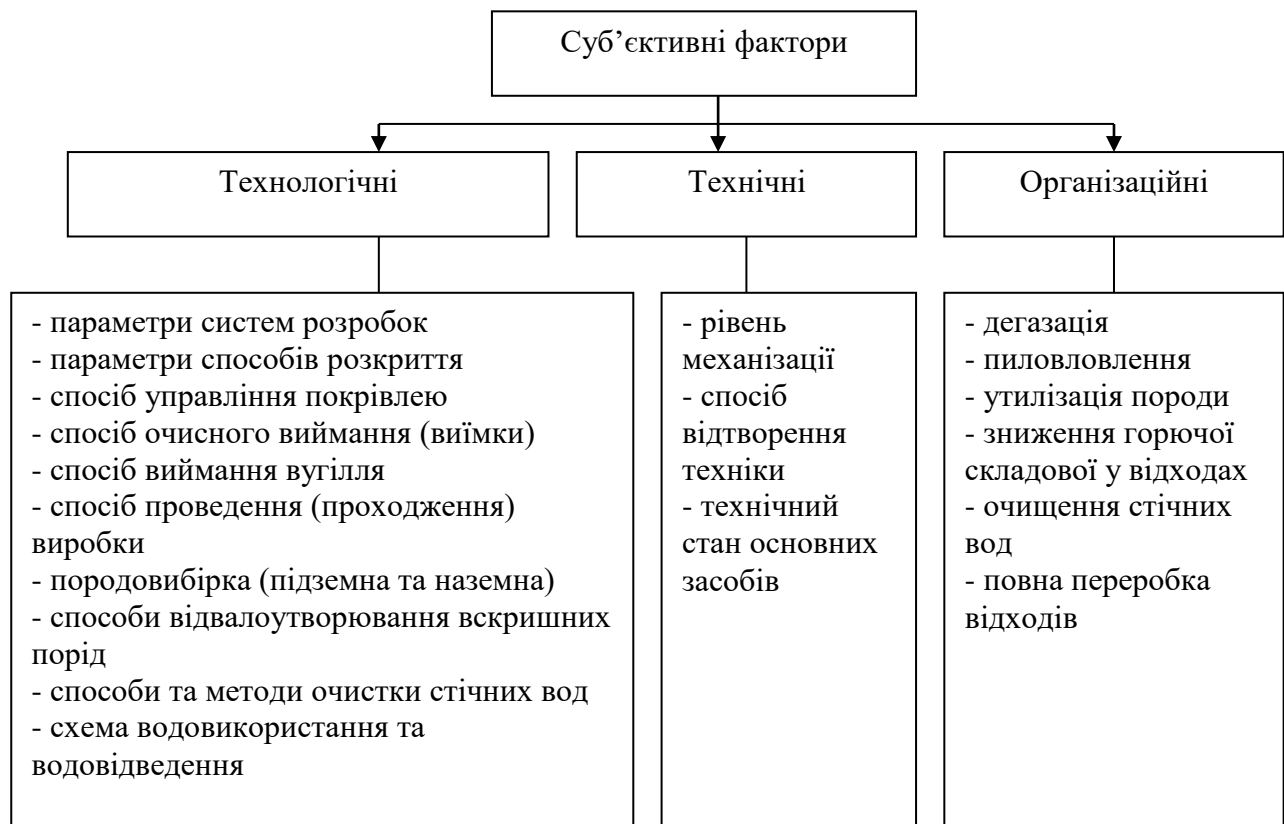 Суб’єктивні фактори
Технологічні
Технічні
Організаційні
- параметри систем розробок
- параметри способів розкриття
- спосіб управління покрівлею
- спосіб очисного виймання (виїмки)
- спосіб виймання вугілля
- спосіб проведення (проходження)
виробки
- породовибірка (підземна та наземна)
- способи відвалоутворювання вскришних
порід
- способи та методи очистки стічних вод
- схема водовикористання та
водовідведення
- рівень
механізації
- спосіб
відтворення
техніки
- технічний
стан основних
засобів
- дегазація
- пиловловлення
- утилізація породи
- зниження горючої
складової у відходах
- очищення стічних
вод
- повна переробка
відходів